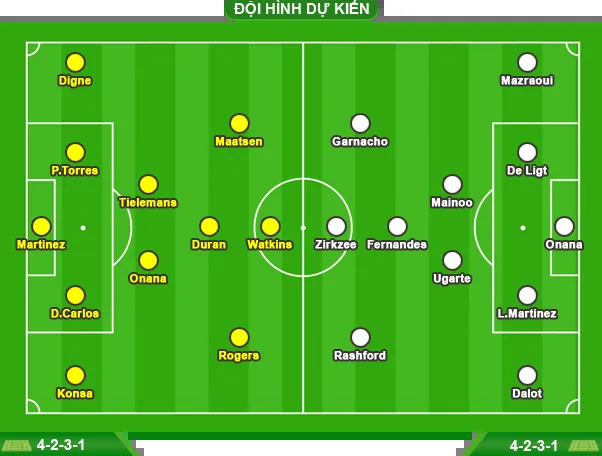 ĐỘI HÌNH DỰ KIẾN
Digne
Mazraoui
Maatsen
Garnacho
P.Torres
De Ligt
Tielemans
Mainoo
Martinez
Duran
Watkins
Zirkzee
Fernandes
Onana
Onana
Ugarte
D.Carlos
L.Martinez
Rogers
Rashford
Konsa
Dalot
4-2-3-1
4-2-3-1